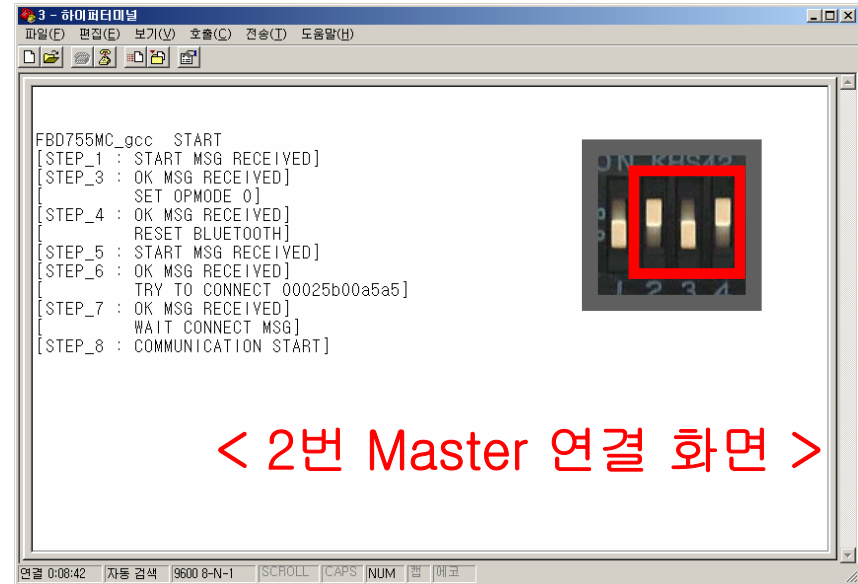 3 - 하이퍼터미널
파일(F) 편집(E) 보기(V) 호출(C) 전송(T) 도움말(H)
FBD755MC_gcc START
[STEP_1 : START MSG RECEIVED]
[STEP_3 : OK MSG RECEIVED]
[ SET OPMODE 0]
[STEP_4 : OK MSG RECEIVED]
[ RESET BLUETOOTH]
[STEP_5 : START MSG RECEIVED]
[STEP_6 : OK MSG RECEIVED]
[ TRY TO CONNECT 00025b00a5a5]
[STEP_7 : OK MSG RECEIVED]
[ WAIT CONNECT MSG]
[STEP_8 : COMMUNICATION START]
ON KHS42
1 2 3 4
< 2번 Master 연결 화면 >
연결 0:08:42 자동 검색 9600 8-N-1 SCROLL CAPS NUM 캡 에코